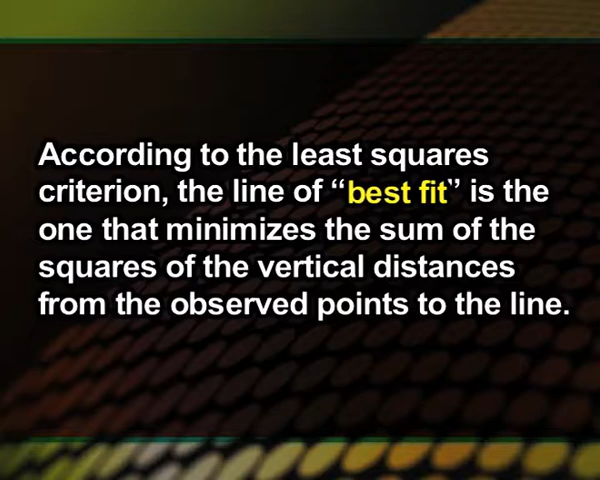 According to the least squares
criterion, the line of “best fit” is the
one that minimizes the sum of the
squares of the vertical distances
from the observed points to the line.